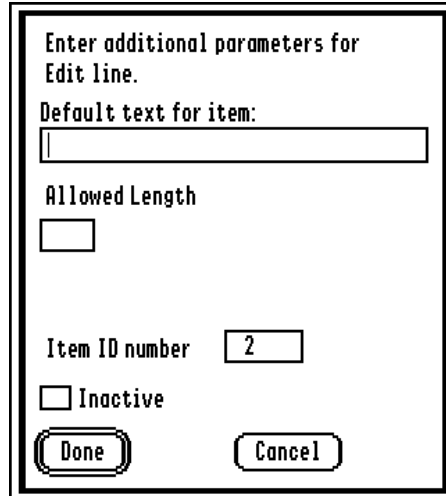 Enter additional parameters for
Edit line.
Default text for item:
Allowed Length
Item ID number 2
Inactive
Done Cancel